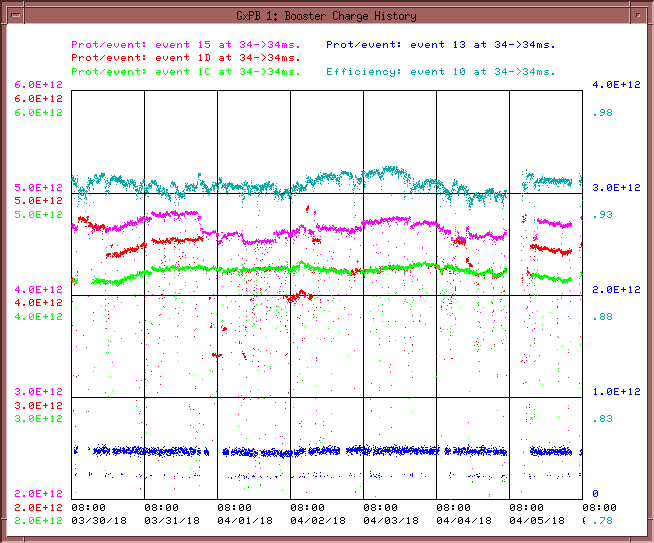 GxPB 1: Booster Charge History
Prot/event: event 15 at 34->34ms. Prot/event: event 13 at 34->34ms.
Prot/event: event 1D at 34->34ms.
Prot/event: event 1C at 34->34ms. Efficiency: event 10 at 34->34ms.
6.0E+12 4.0E+12
6.0E+12
6.0E+12 .98
5.0E+12 3.0E+12
5.0E+12
5.0E+12 .93
4.0E+12 2.0E+12
4.0E+12
4.0E+12 .88
3.0E+12 1.0E+12
3.0E+12
3.0E+12 .83
2.0E+12 0
2.0E+12 08:00 08:00 08:00 08:00 08:00 08:00 08:00 08:00
2.0E+12 03/30/18 03/31/18 04/01/18 04/02/18 04/03/18 04/04/18 04/05/18 .78